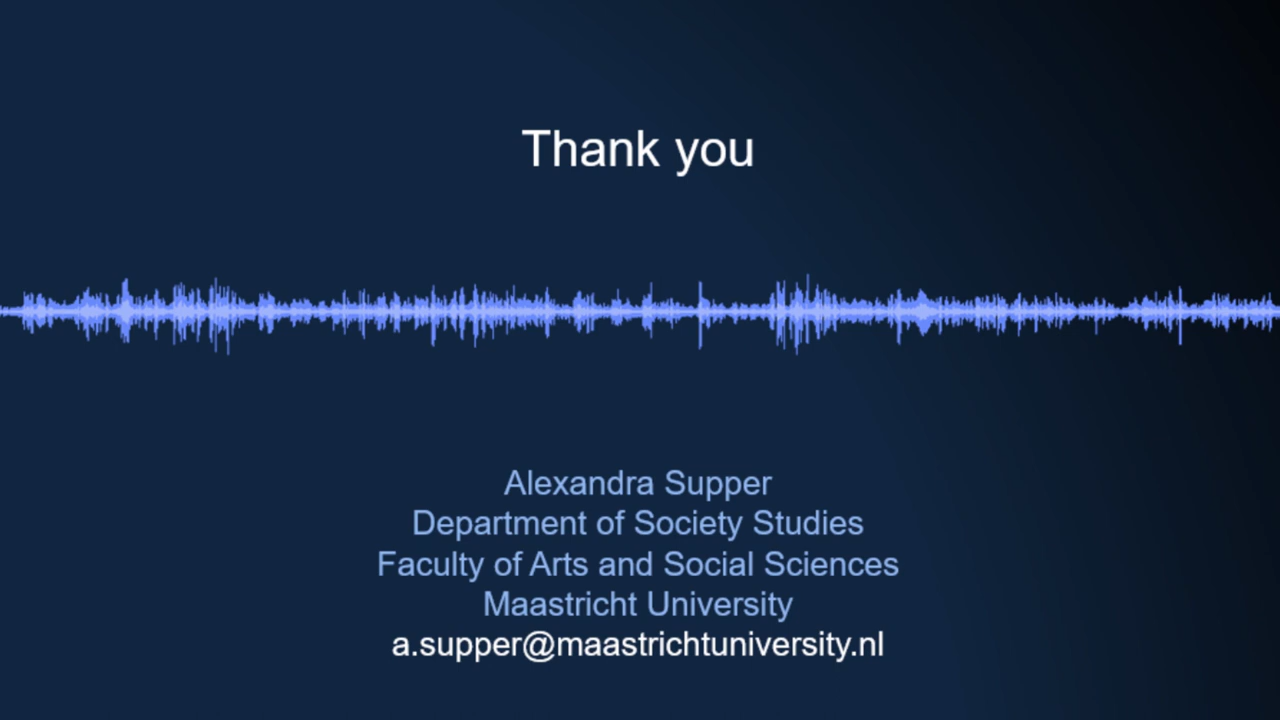 Thank you
Alexandra Supper
Department of Society Studies
Faculty of Arts and Social Sciences
Maastricht University
a.supper@maastrichtuniversity.nl